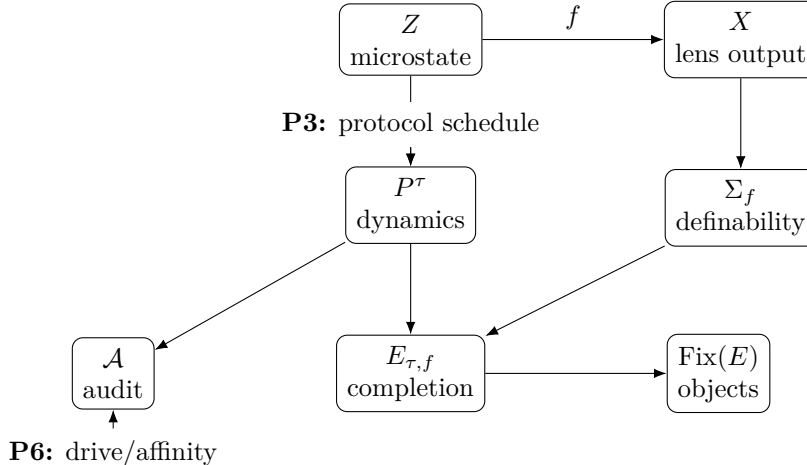 Z
microstate
f
X
lens output
P3: protocol schedule
P^τ
dynamics
Σ_f
definability
𝒜
audit
E_{τ,f}
completion
Fix(E)
objects
P6: drive/affinity